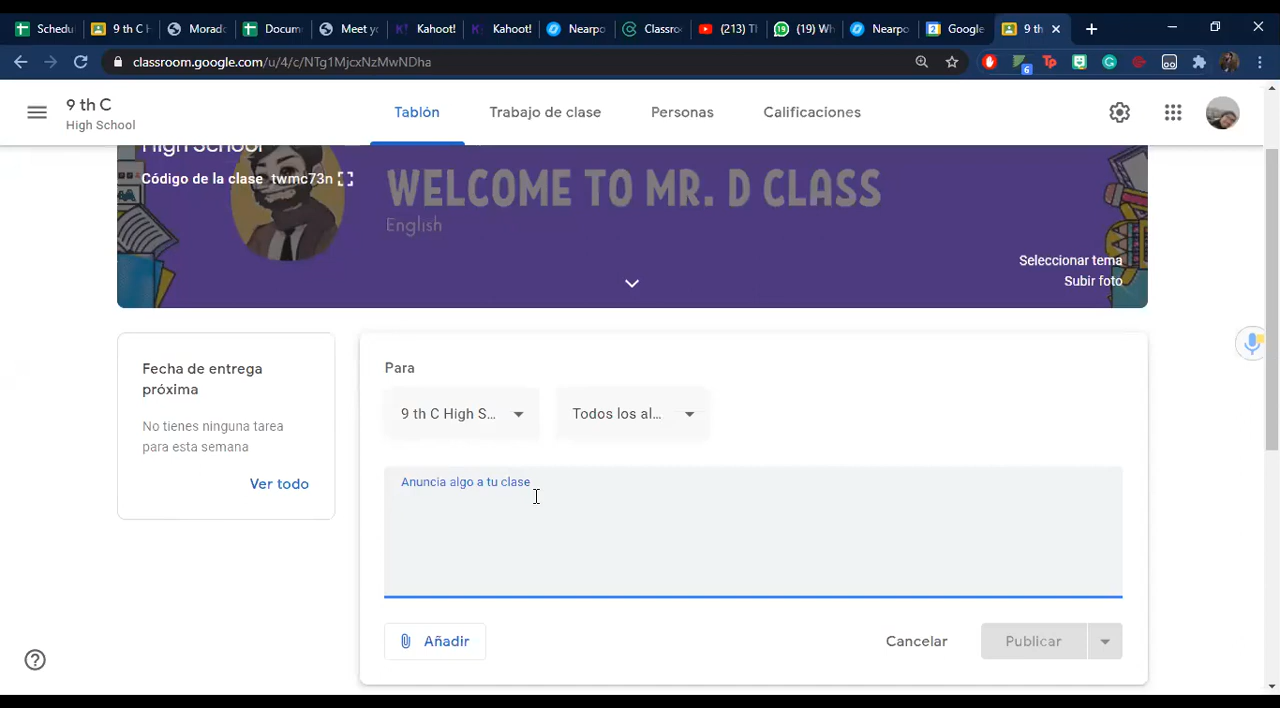 Schedu
9 th C H
Morad
Docum
Meet yo
Kahoot!
Kahoot!
Nearpo
Classro
(213) Tl
(19) Wh
Nearpo
Google
9 th
classroom.google.com/u/4/c/NTg1MjcxNzMwNDha
6
9 th C
High School
Tablón
Trabajo de clase
Personas
Calificaciones
High School
Código de la clase twmc73n
WELCOME TO MR. D CLASS
English
Seleccionar tema
Subir foto
Fecha de entrega
próxima
No tienes ninguna tarea
para esta semana
Ver todo
Para
9 th C High S...
Todos los al...
Anuncia algo a tu clase
Añadir
Cancelar
Publicar